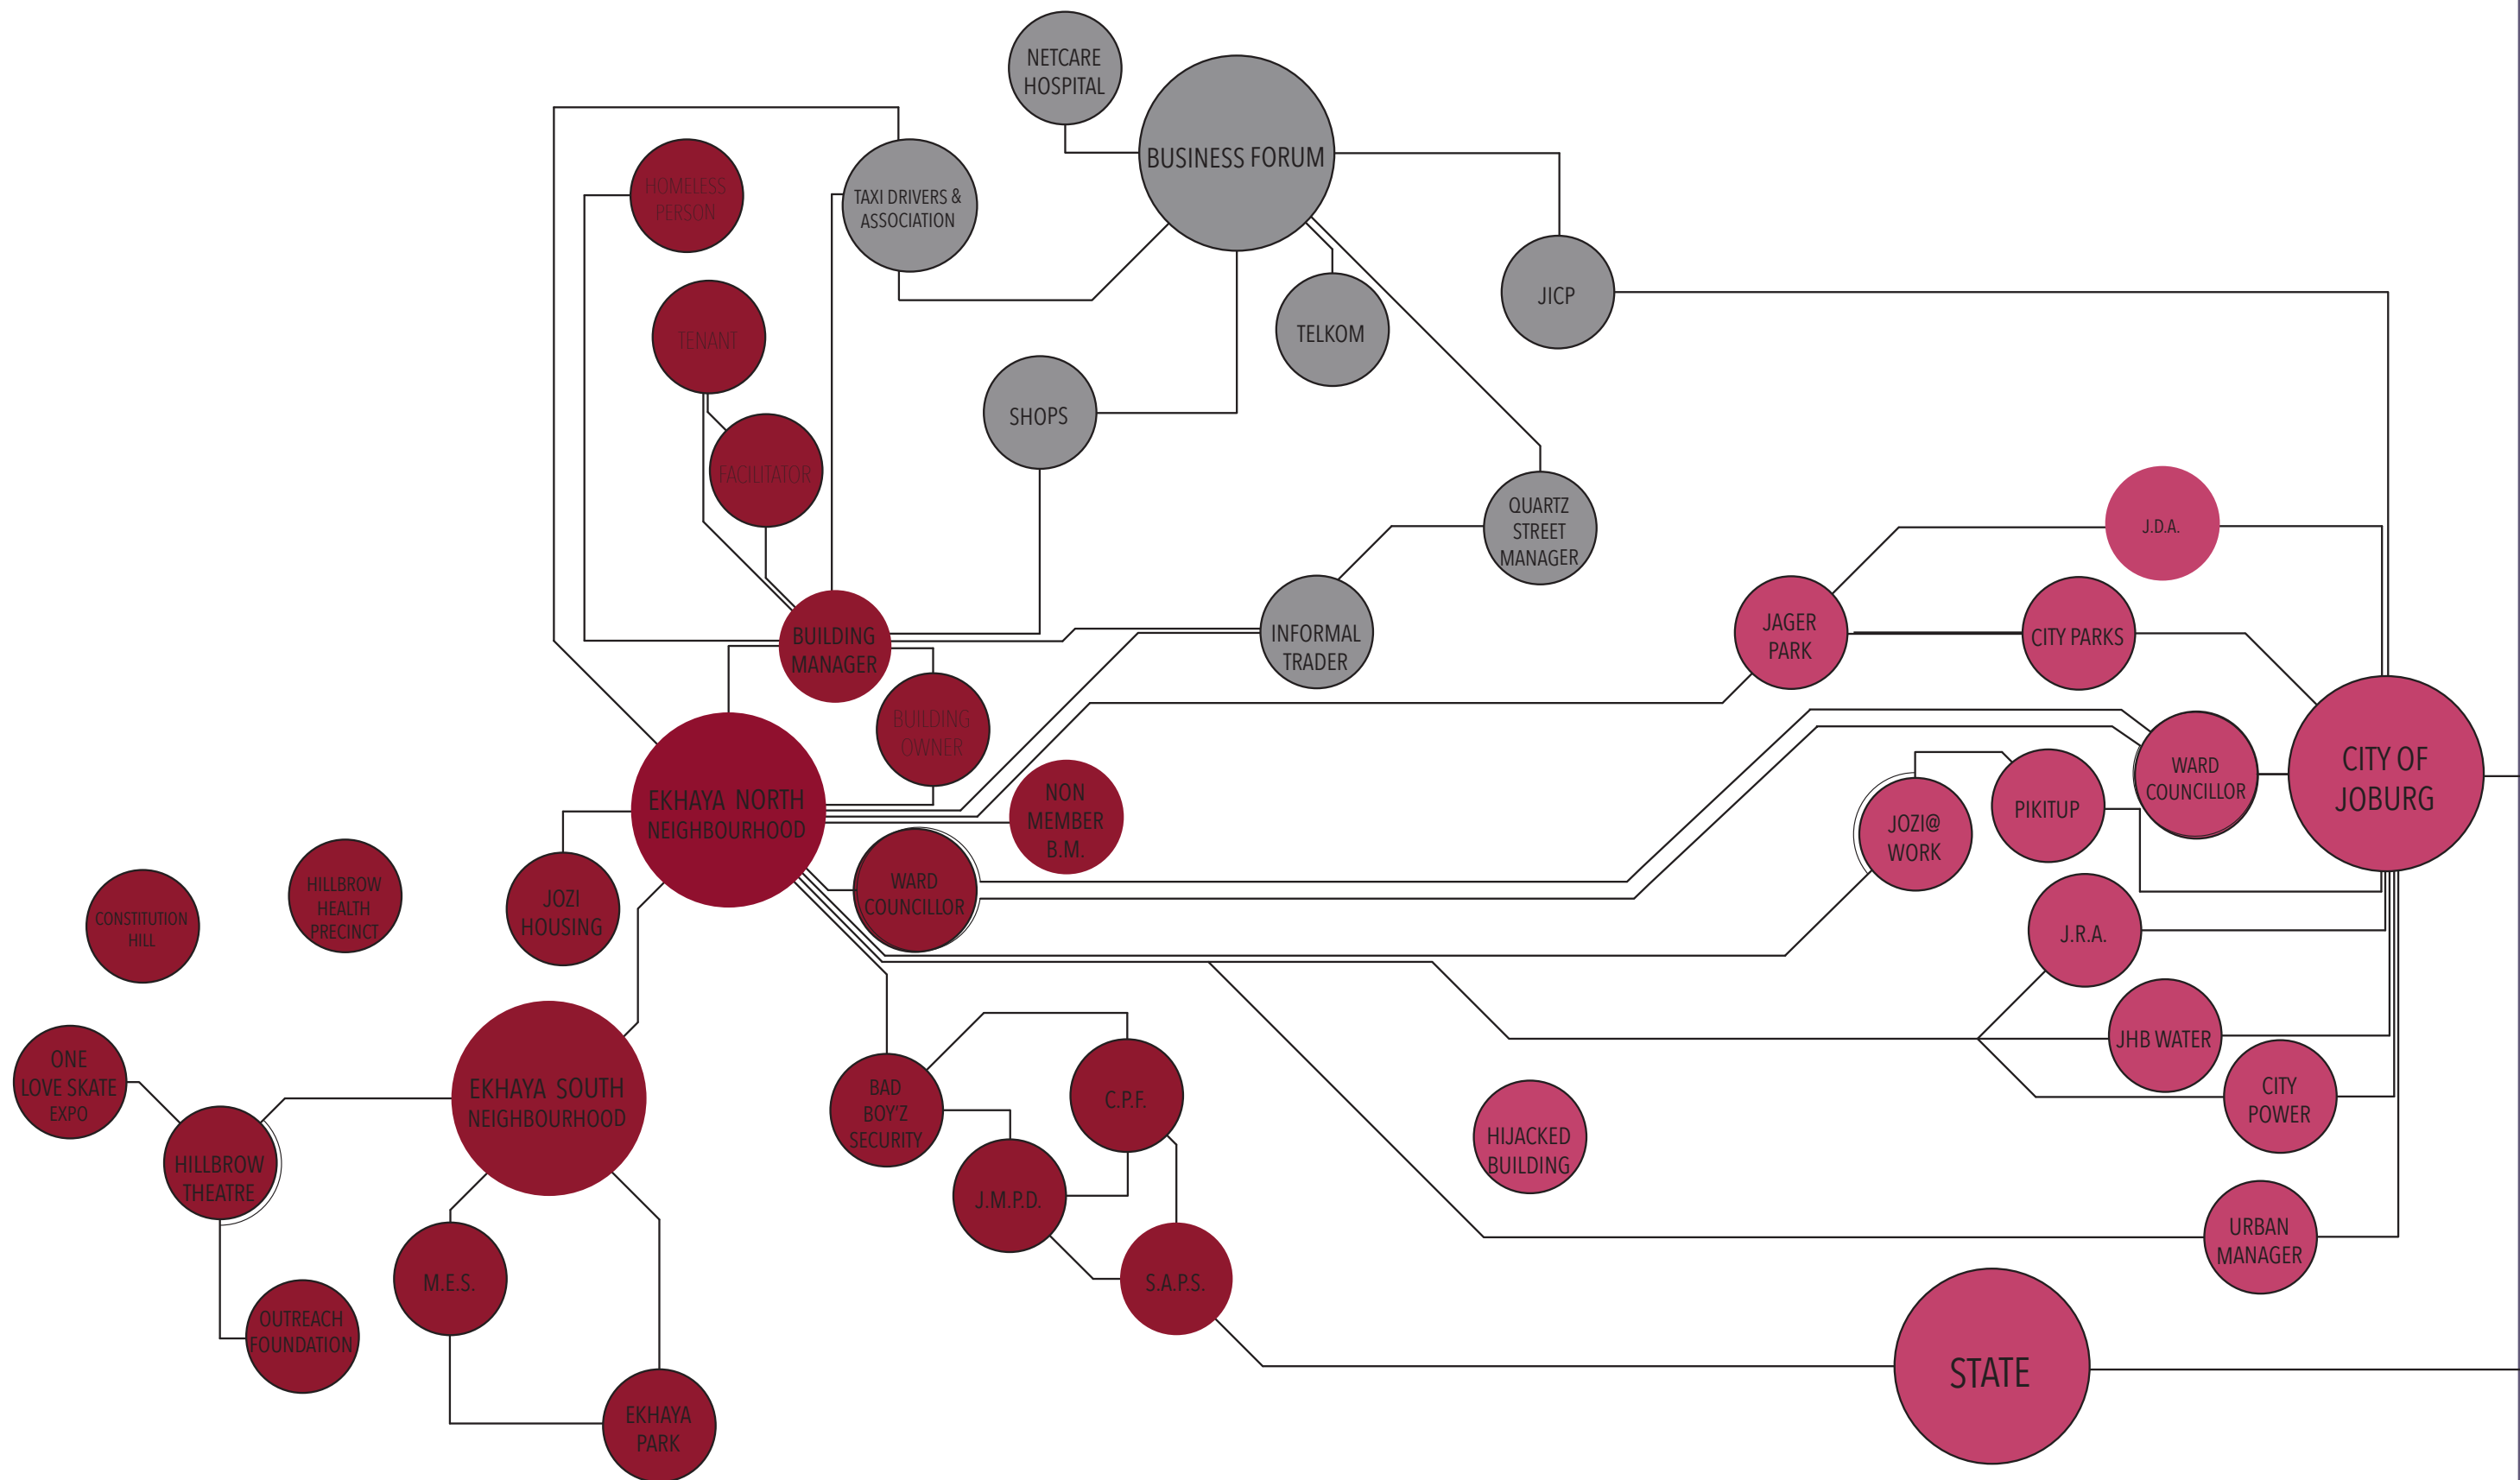 NETCARE
HOSPITAL
BUSINESS FORUM
HOMELESS
PERSON
TAXI DRIVERS &
ASSOCIATION
JICP
TELKOM
TENANT
SHOPS
FACILITATOR
QUARTZ
STREET
MANAGER
J.D.A.
BUILDING
MANAGER
INFORMAL
TRADER
JAGER
PARK
CITY PARKS
BUILDING
OWNER
EKHAYA NORTH
NEIGHBOURHOOD
NON
MEMBER
B.M.
JOZI@
WORK
PIKITUP
WARD
COUNCILLOR
CITY OF
JOBURG
CONSTITUTION
HILL
HILLBROW
HEALTH
PRECINCT
JOZI
HOUSING
WARD
COUNCILLOR
J.R.A.
JHB WATER
ONE
LOVE SKATE
EXPO
EKHAYA SOUTH
NEIGHBOURHOOD
BAD
BOY'Z
SECURITY
C.P.F.
CITY
POWER
HILLBROW
THEATRE
HIJACKED
BUILDING
J.M.P.D.
M.E.S.
S.A.P.S.
URBAN
MANAGER
OUTREACH
FOUNDATION
STATE
EKHAYA
PARK